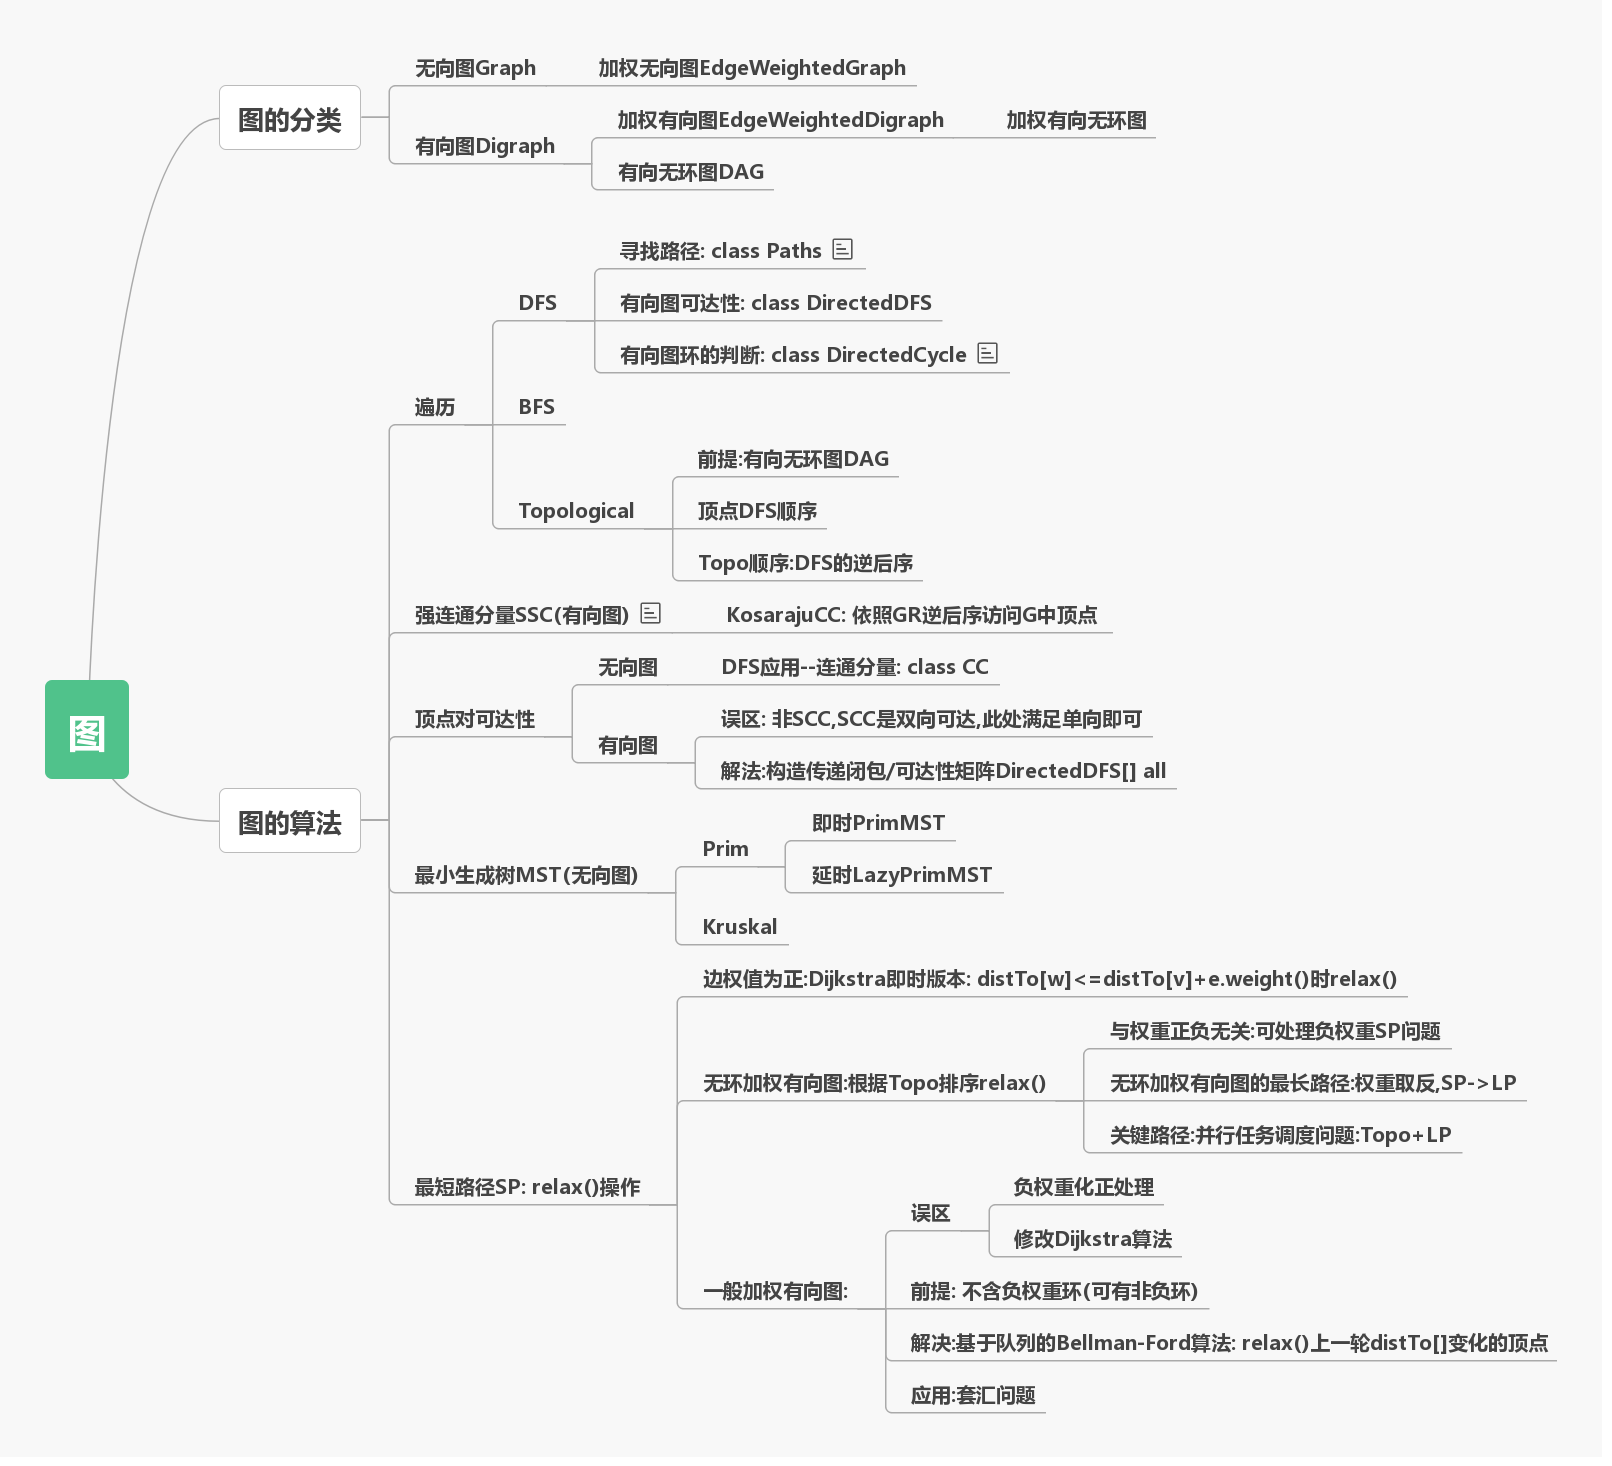 图
图的分类
无向图Graph
加权无向图EdgeWeightedGraph
有向图Digraph
加权有向图EdgeWeightedDigraph
加权有向无环图
有向无环图DAG
图的算法
遍历
DFS
寻找路径: class Paths
有向图可达性: class DirectedDFS
有向图环的判断: class DirectedCycle
BFS
Topological
前提:有向无环图DAG
顶点DFS顺序
Topo顺序:DFS的逆后序
强连通分量SSC(有向图)
KosarajuCC: 依照GR逆后序访问G中顶点
顶点对可达性
无向图
DFS应用--连通分量: class CC
有向图
误区: 非SCC,SCC是双向可达,此处满足单向即可
解法:构造传递闭包/可达性矩阵DirectedDFS[] all
最小生成树MST(无向图)
Prim
即时PrimMST
延时LazyPrimMST
Kruskal
最短路径SP: relax()操作
边权值为正:Dijkstra即时版本: distTo[w]<=distTo[v]+e.weight()时relax()
无环加权有向图:根据Topo排序relax()
与权重正负无关:可处理负权重SP问题
无环加权有向图的最长路径:权重取反,SP->LP
关键路径:并行任务调度问题:Topo+LP
一般加权有向图:
误区
负权重化正处理
修改Dijkstra算法
前提: 不含负权重环(可有非负环)
解决:基于队列的Bellman-Ford算法: relax()上一轮distTo[]变化的顶点
应用:套汇问题